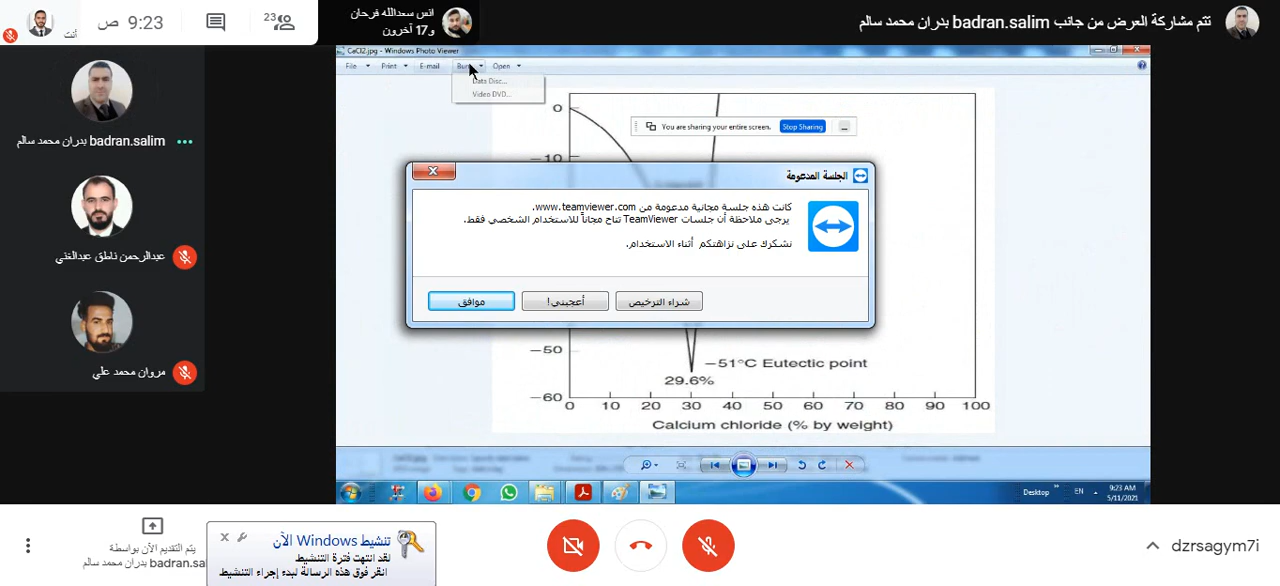 9:23 ص
23
أنت
انس سعدالله فرحان
و17 آخرون
تتم مشاركة العرض من جانب badran.salim بدران محمد سالم
badran.salim بدران محمد سالم
عبدالرحمن ناطق عبدالغني
مروان محمد علي
CaCl2.jpg - Windows Photo Viewer
File Print E-mail Burn Open
Data Disc...
Video DVD...
You are sharing your entire screen. Stop Sharing
0
−10
−50
−60
الجلسة المدعومة
كانت هذه جلسة مجانية مدعومة من www.teamviewer.com.
يرجى ملاحظة أن جلسات TeamViewer تتاح مجاناً للاستخدام الشخصي فقط.
نشكرك على نزاهتكم أثناء الاستخدام.
شراء الترخيص
أعجبني!
موافق
−51°C Eutectic point
29.6%
0 10 20 30 40 50 60 70 80 90 100
Calcium chloride (% by weight)
Desktop
EN
9:23 AM
5/11/2021
يتم التقديم الآن بواسطة
badran.sa بدران محمد سالم
تنشيط Windows الآن
لقد انتهت فترة التنشيط
انقر فوق هذه الرسالة لبدء إجراء التنشيط
dzrsagym7i